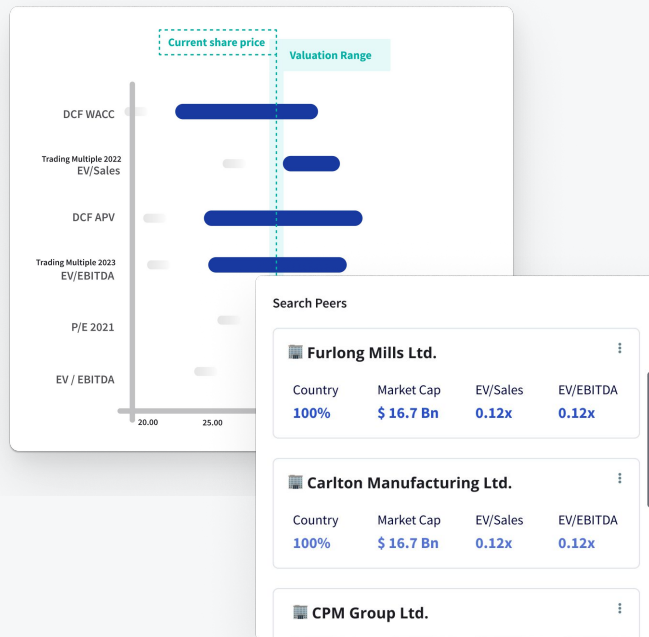 Current share price
Valuation Range
DCF WACC
Trading Multiple 2022
EV/Sales
DCF APV
Trading Multiple 2023
EV/EBITDA
P/E 2021
EV / EBITDA
20.00 25.00
Search Peers
Furlong Mills Ltd.
Country Market Cap EV/Sales EV/EBITDA
100% $ 16.7 Bn 0.12x 0.12x
Carlton Manufacturing Ltd.
Country Market Cap EV/Sales EV/EBITDA
100% $ 16.7 Bn 0.12x 0.12x
CPM Group Ltd.